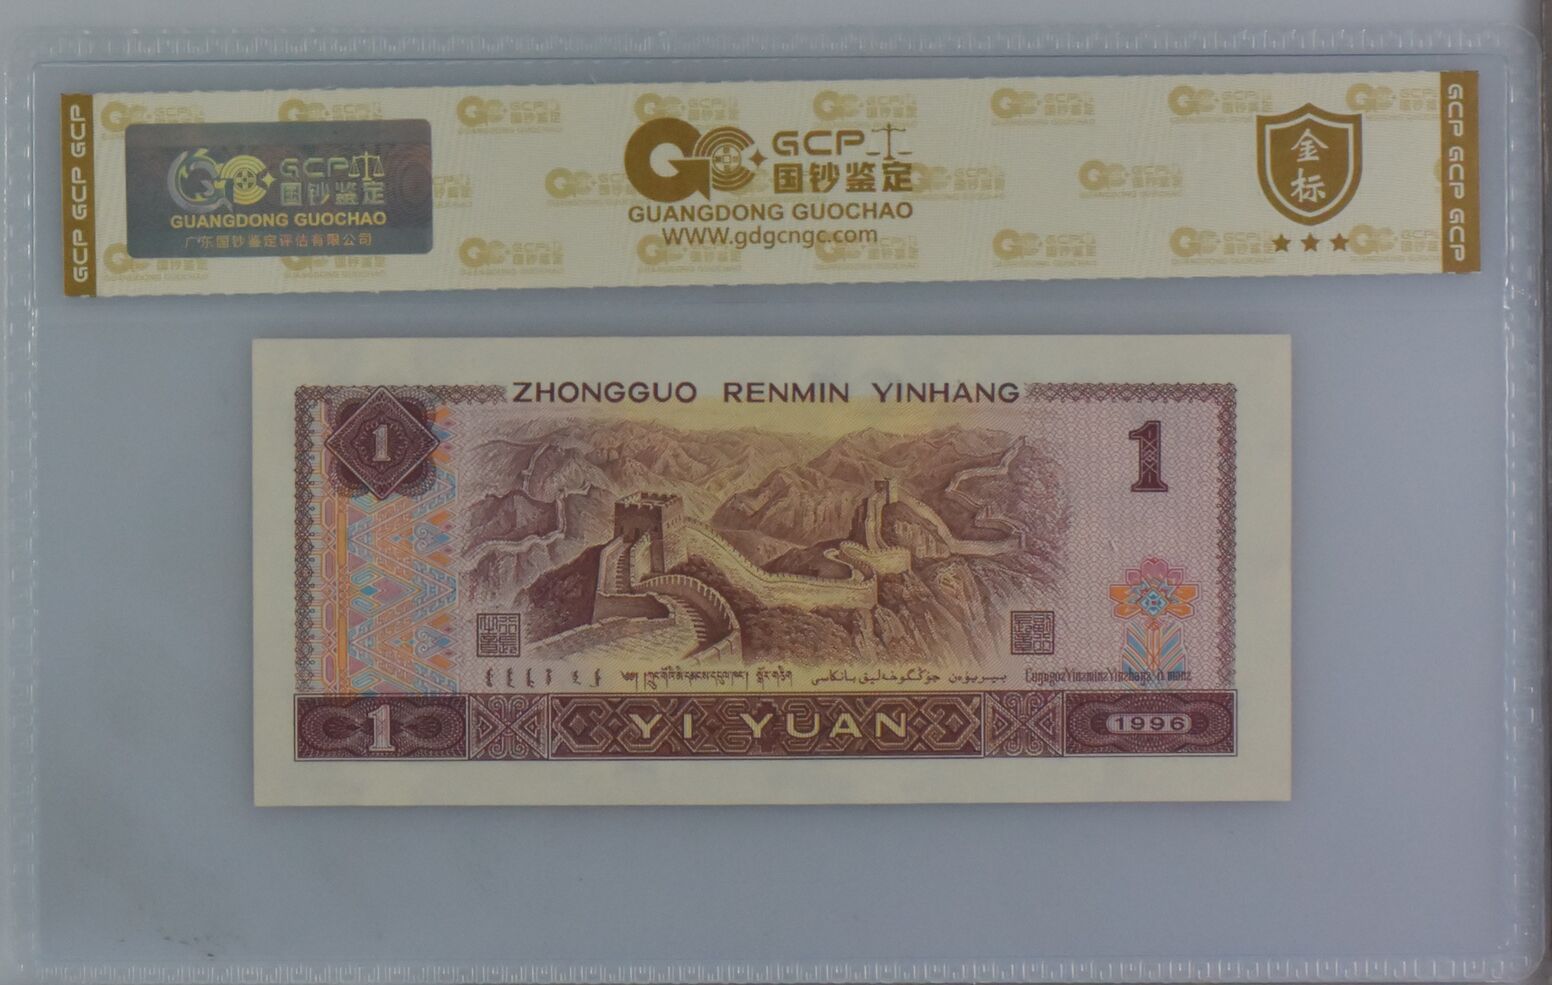 GCP GCP GCP
GCP 国钞鉴定
GUANGDONG GUOCHAO
广东国钞鉴定评估有限公司
GCP
国钞鉴定
GUANGDONG GUOCHAO
WWW.gdgcngc.com
金标
GCP GCP GCP
ZHONGGUO RENMIN YINHANG
1
1
1
YI YUAN
1996